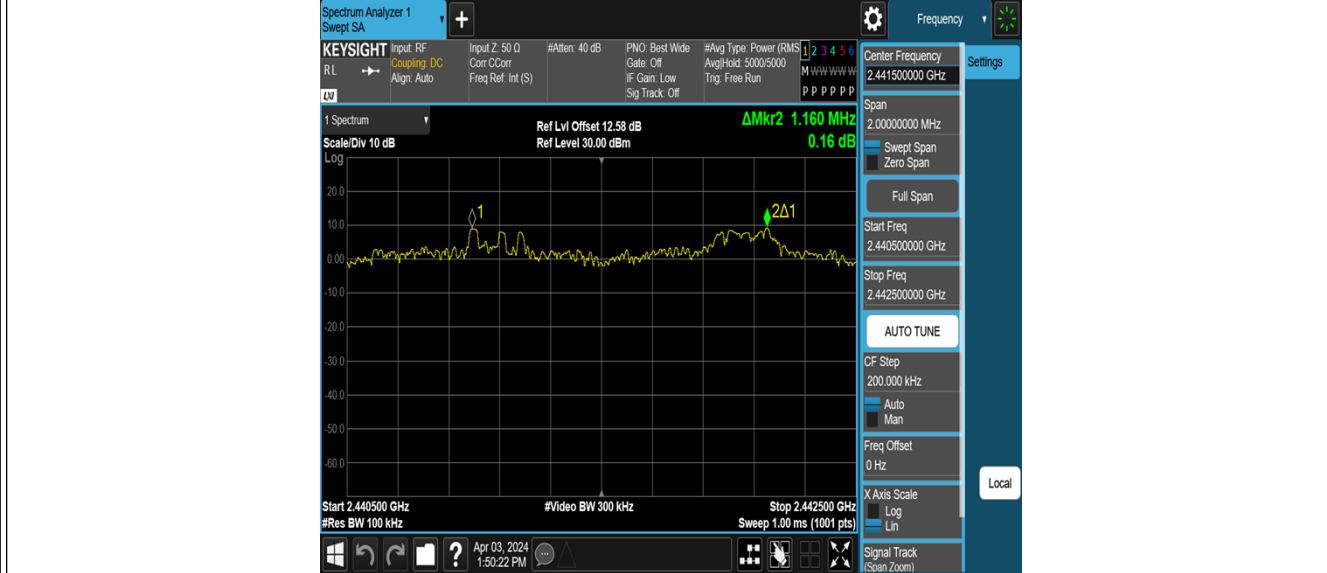 Spectrum Analyzer 1
Swept SA
+
Frequency
KEYSIGHT
RL
LXI
Input: RF
Coupling: DC
Align: Auto
Input Z: 50 Ω
Corr CCorr
Freq Ref: Int (S)
#Atten: 40 dB
PNO: Best Wide
Gate: Off
IF Gain: Low
Sig Track: Off
#Avg Type: Power (RMS
Avg|Hold: 5000/5000
Trig: Free Run
1 2 3 4 5 6
M W W W W W
P P P P P P
1 Spectrum
Scale/Div 10 dB
Log
Ref Lvl Offset 12.58 dB
Ref Level 30.00 dBm
ΔMkr2 1.160 MHz
0.16 dB
20.0
10.0
0.00
-10.0
-20.0
-30.0
-40.0
-50.0
-60.0
1
2Δ1
Start 2.440500 GHz
#Res BW 100 kHz
#Video BW 300 kHz
Stop 2.442500 GHz
Sweep 1.00 ms (1001 pts)
Center Frequency
2.441500000 GHz
Settings
Span
2.00000000 MHz
Swept Span
Zero Span
Full Span
Start Freq
2.440500000 GHz
Stop Freq
2.442500000 GHz
AUTO TUNE
CF Step
200.000 kHz
Auto
Man
Freq Offset
0 Hz
X Axis Scale
Log
Lin
Local
Signal Track
(Span Zoom)
?
Apr 03, 2024
1:50:22 PM